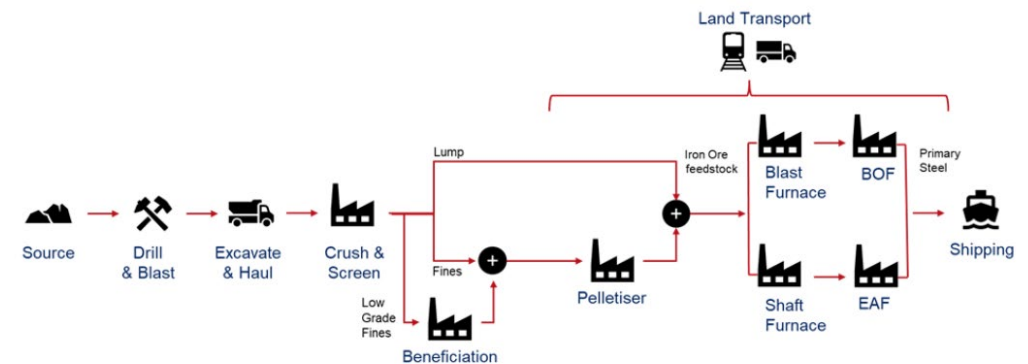 Land Transport
Lump
Iron Ore
feedstock
Blast
Furnace
BOF
Primary
Steel
Source
Drill
& Blast
Excavate
& Haul
Crush &
Screen
Fines
+
+
Pelletiser
Shipping
Low
Grade
Fines
Beneficiation
Shaft
Furnace
EAF